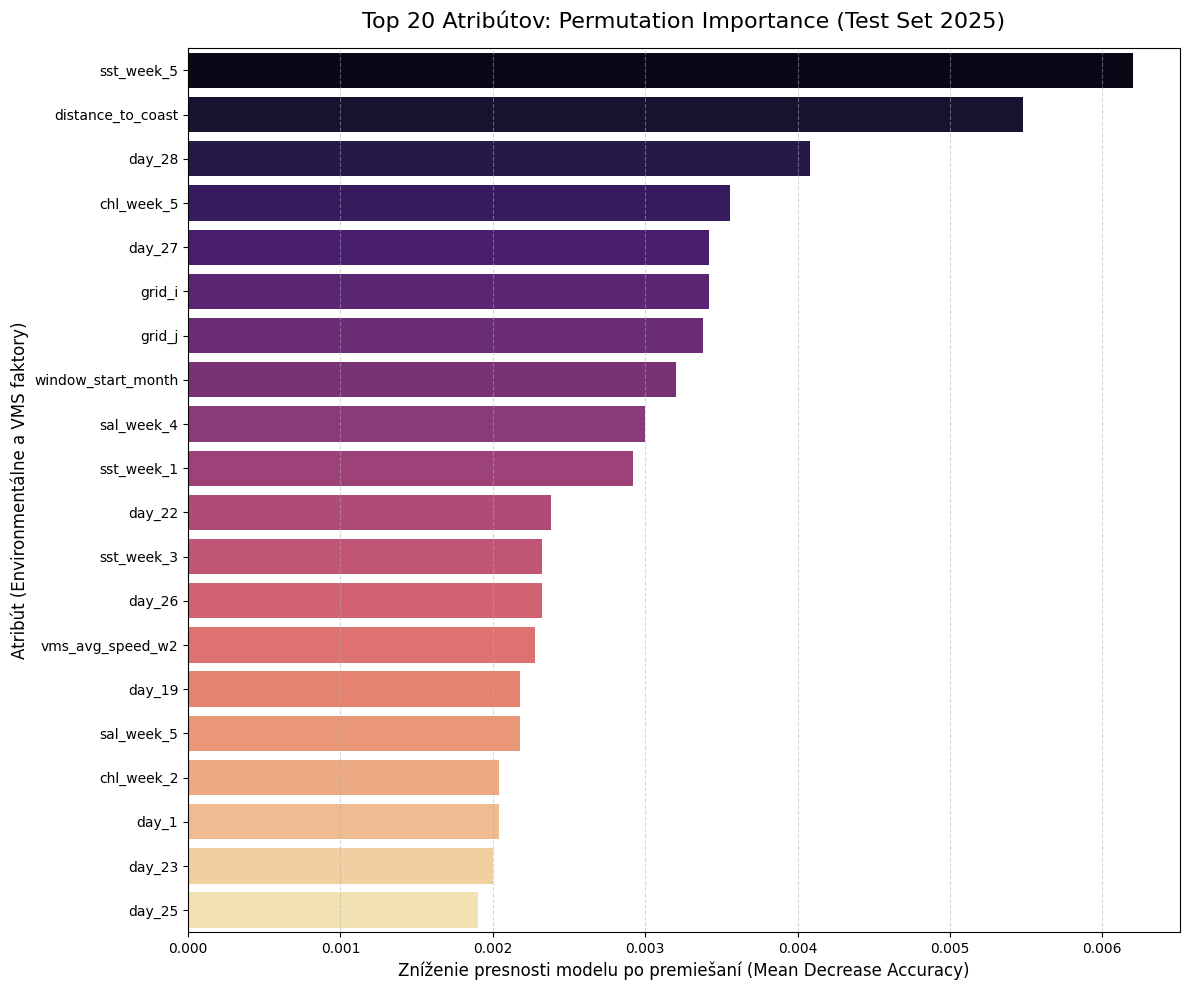 Top 20 Atribútov: Permutation Importance (Test Set 2025)
Atribút (Environmentálne a VMS faktory)
sst_week_5
distance_to_coast
day_28
chl_week_5
day_27
grid_i
grid_j
window_start_month
sal_week_4
sst_week_1
day_22
sst_week_3
day_26
vms_avg_speed_w2
day_19
sal_week_5
chl_week_2
day_1
day_23
day_25
0.000 0.001 0.002 0.003 0.004 0.005 0.006
Zníženie presnosti modelu po premiešaní (Mean Decrease Accuracy)